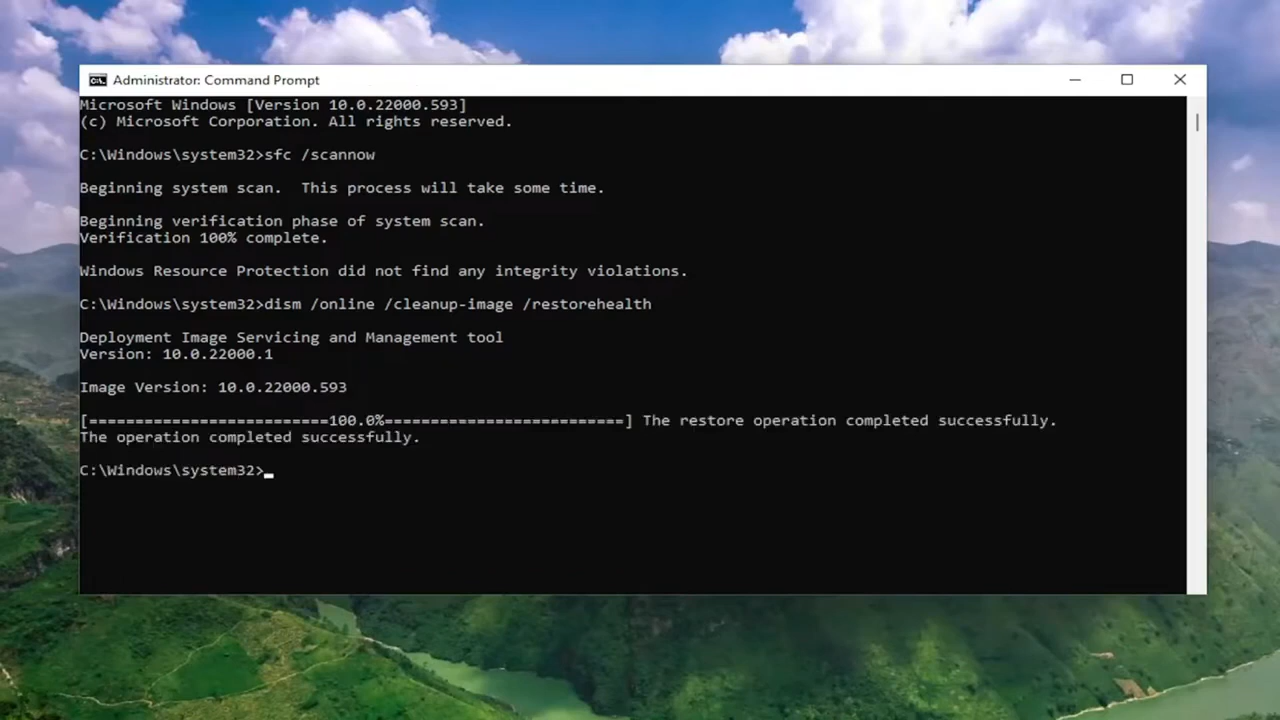 Administrator: Command Prompt
Microsoft Windows [Version 10.0.22000.593]
(c) Microsoft Corporation. All rights reserved.
C:\Windows\system32>sfc /scannow
Beginning system scan.  This process will take some time.
Beginning verification phase of system scan.
Verification 100% complete.
Windows Resource Protection did not find any integrity violations.
C:\Windows\system32>dism /online /cleanup-image /restorehealth
Deployment Image Servicing and Management tool
Version: 10.0.22000.1
Image Version: 10.0.22000.593
[==========================100.0%==========================] The restore operation completed successfully.
The operation completed successfully.
C:\Windows\system32>